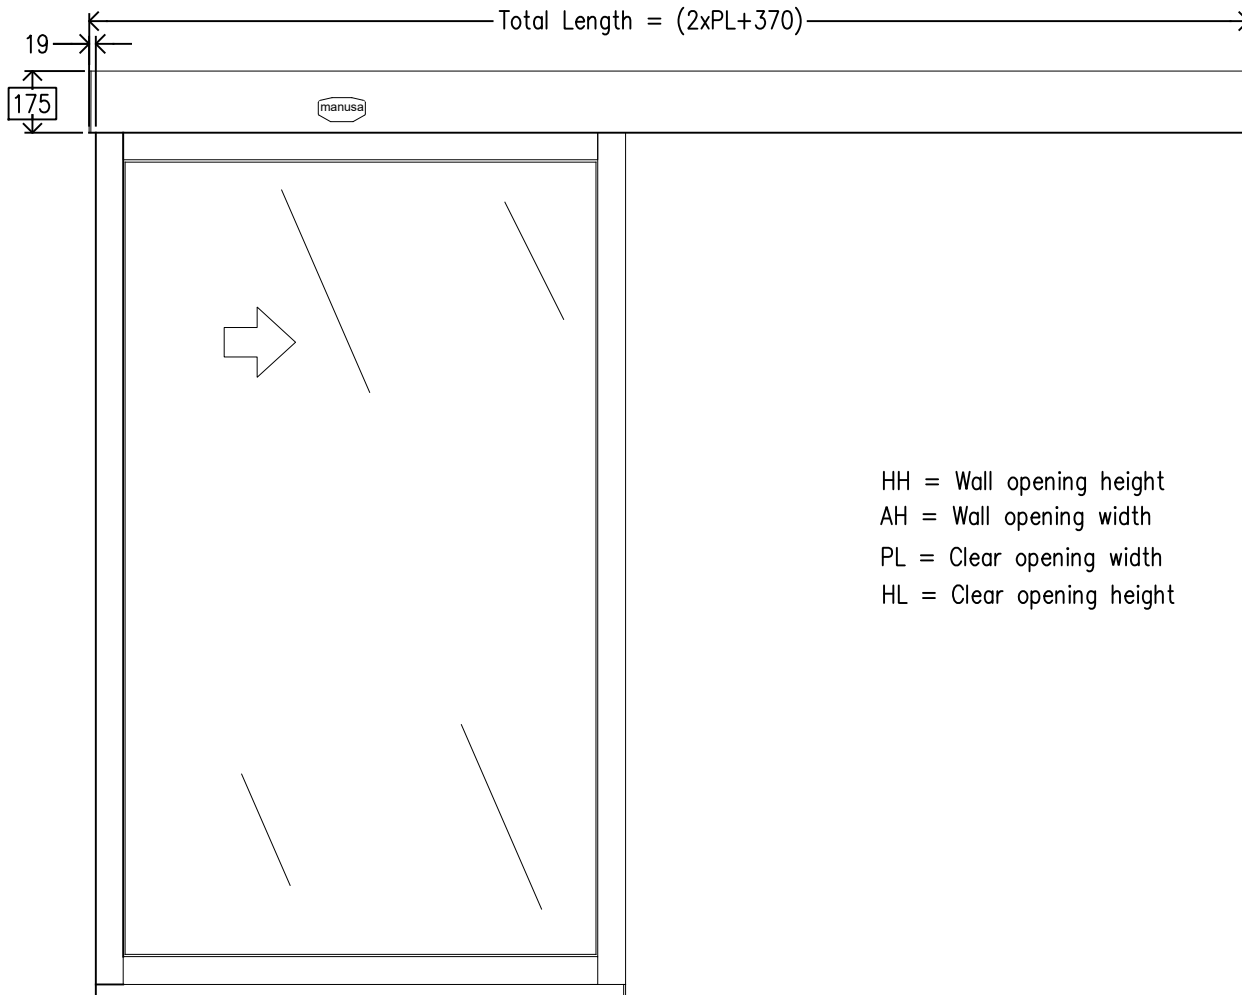 Total Length = (2xPL+370)
19
175
manusa
HH = Wall opening height
AH = Wall opening width
PL = Clear opening width
HL = Clear opening height